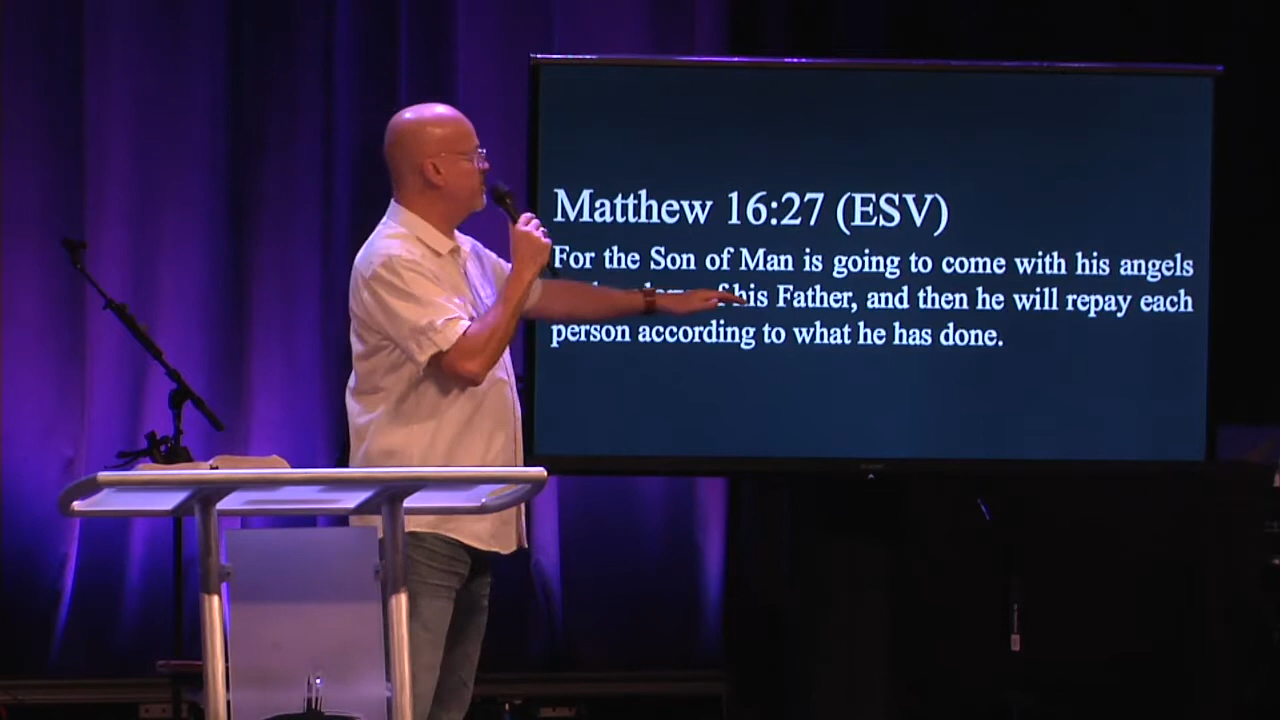 Matthew 16:27 (ESV)
For the Son of Man is going to come with his angels
his Father, and then he will repay each
person according to what he has done.